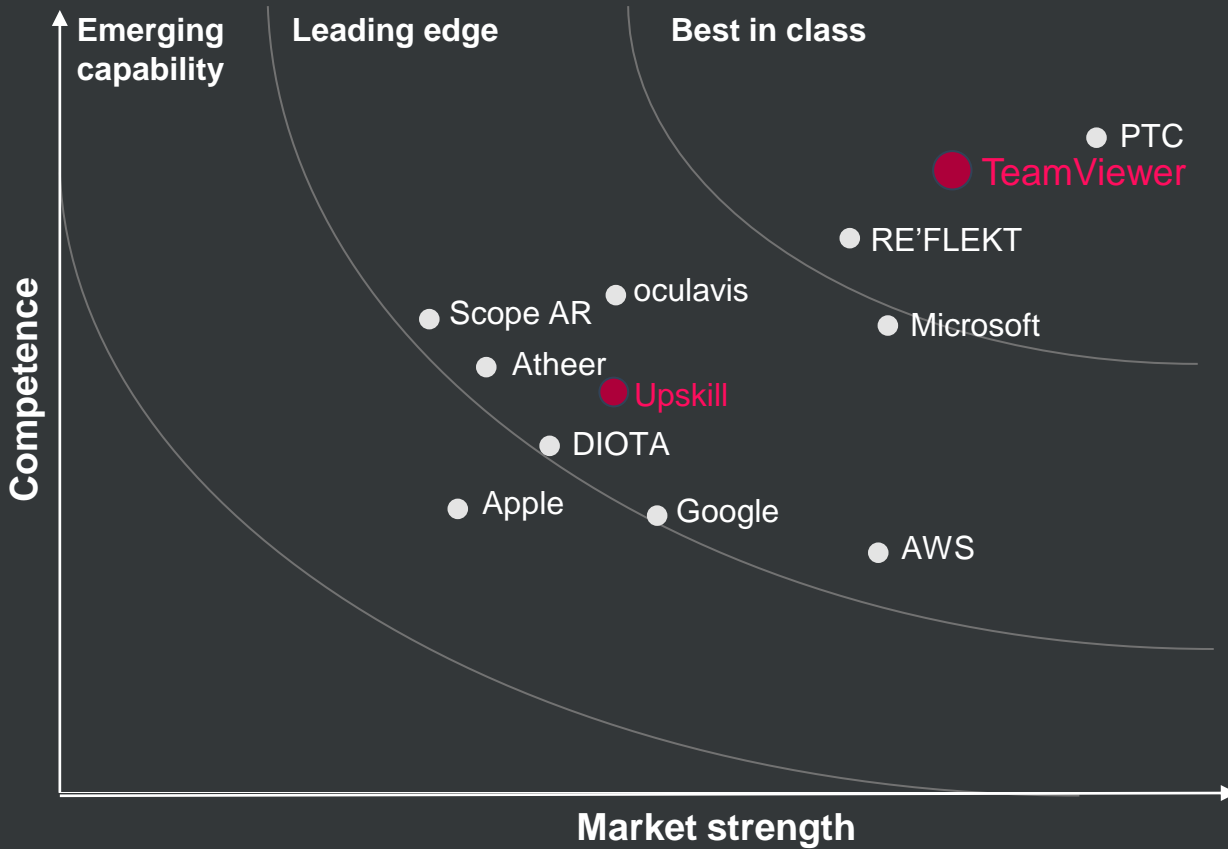 Emerging
capability
Leading edge
Best in class
PTC
TeamViewer
RE’FLEKT
oculavis
Scope AR
Microsoft
Atheer
Upskill
DIOTA
Apple
Google
AWS
Competence
Market strength